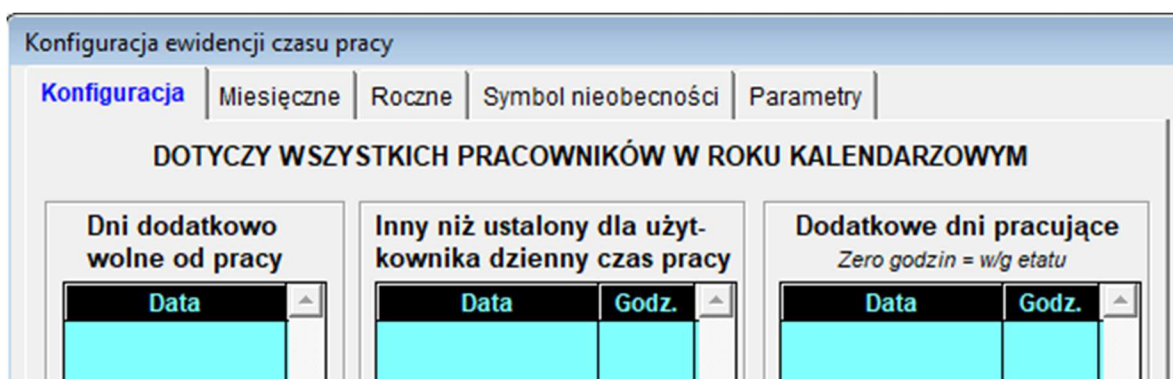 Konfiguracja ewidencji czasu pracy
Konfiguracja Miesięczne Roczne Symbol nieobecności Parametry
DOTYCZY WSZYSTKICH PRACOWNIKÓW W ROKU KALENDARZOWYM
Dni dodatkowo
wolne od pracy
Data
Inny niż ustalony dla użyt-
kownika dzienny czas pracy
Data Godz.
Dodatkowe dni pracujące
Zero godzin = w/g etatu
Data Godz.